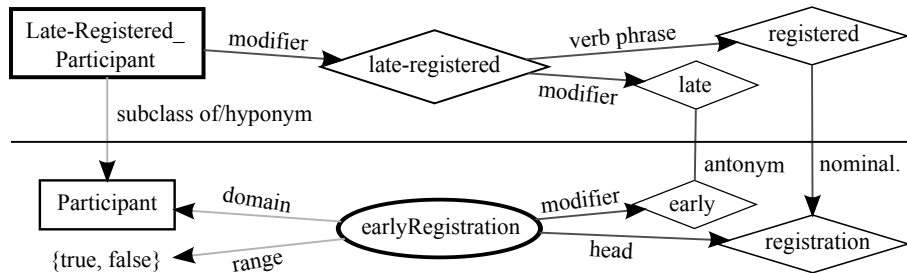 Late-Registered_
Participant
modifier
late-registered
verb phrase
registered
modifier
late
subclass of/hyponym
antonym
nominal.
Participant
domain
earlyRegistration
modifier
early
{true, false}
range
head
registration